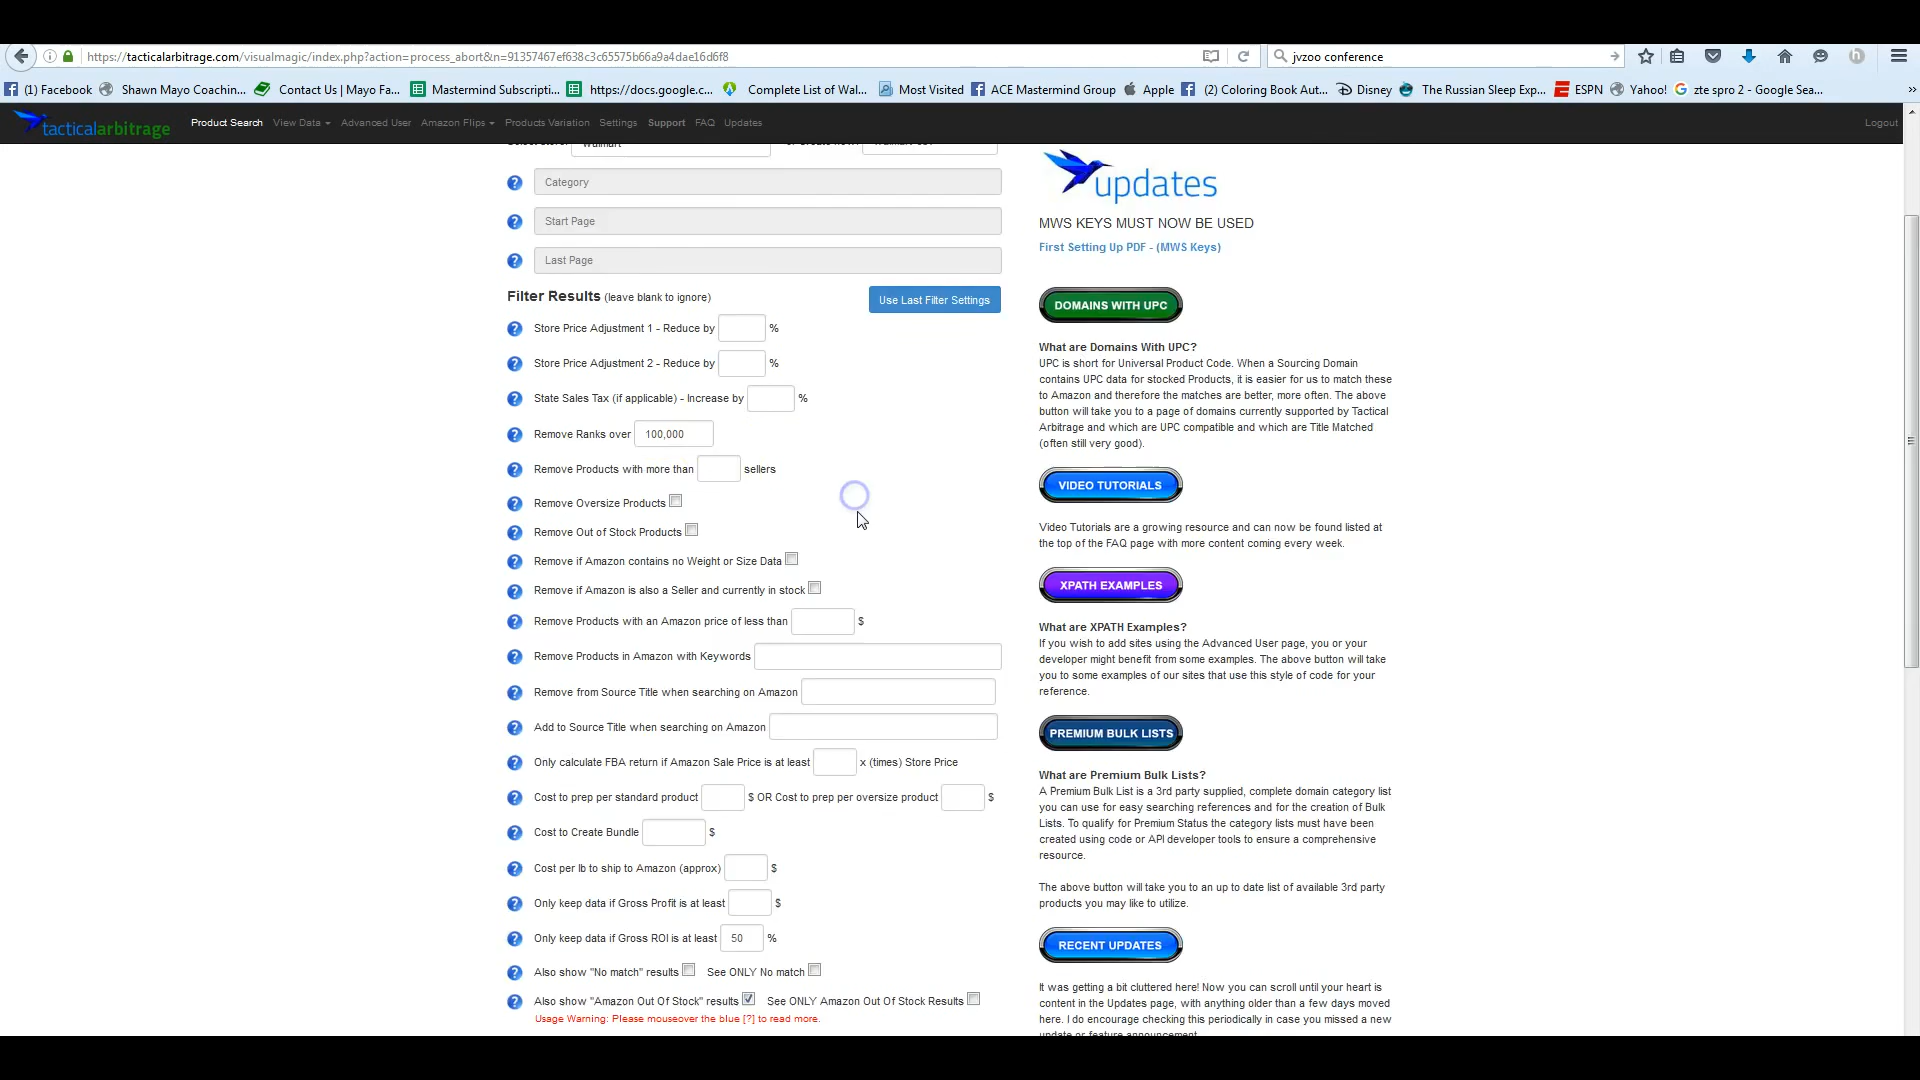 https://tacticalarbitrage.com/visualmagic/index.php?action=process_abort&n=91357467ef638c3c65575b66a9a4dae16d6f8
jvzoo conference
(1) Facebook
Shawn Mayo Coachin...
Contact Us | Mayo Fa...
Mastermind Subscripti...
https://docs.google.c...
Complete List of Wal...
Most Visited
ACE Mastermind Group
Apple
(2) Coloring Book Aut...
Disney
The Russian Sleep Exp...
ESPN
Yahoo!
zte spro 2 - Google Sea...
tacticalarbitrage
Product Search
View Data
Advanced User
Amazon Flips
Products Variation
Settings
Support
FAQ
Updates
Logout
Category
Start Page
Last Page
Filter Results (leave blank to ignore)
Use Last Filter Settings
Store Price Adjustment 1 - Reduce by %
Store Price Adjustment 2 - Reduce by %
State Sales Tax (if applicable) - Increase by %
Remove Ranks over 100,000
Remove Products with more than sellers
Remove Oversize Products
Remove Out of Stock Products
Remove if Amazon contains no Weight or Size Data
Remove if Amazon is also a Seller and currently in stock
Remove Products with an Amazon price of less than $
Remove Products in Amazon with Keywords
Remove from Source Title when searching on Amazon
Add to Source Title when searching on Amazon
Only calculate FBA return if Amazon Sale Price is at least x (times) Store Price
Cost to prep per standard product $ OR Cost to prep per oversize product $
Cost to Create Bundle $
Cost per lb to ship to Amazon (approx) $
Only keep data if Gross Profit is at least $
Only keep data if Gross ROI is at least 50 %
Also show "No match" results See ONLY No match
Also show "Amazon Out Of Stock" results See ONLY Amazon Out Of Stock Results
Usage Warning: Please mouseover the blue [?] to read more.
updates
MWS KEYS MUST NOW BE USED
First Setting Up PDF - (MWS Keys)
DOMAINS WITH UPC
What are Domains With UPC?
UPC is short for Universal Product Code. When a Sourcing Domain
contains UPC data for stocked Products, it is easier for us to match these
to Amazon and therefore the matches are better, more often. The above
button will take you to a page of domains currently supported by Tactical
Arbitrage and which are UPC compatible and which are Title Matched
(often still very good).
VIDEO TUTORIALS
Video Tutorials are a growing resource and can now be found listed at
the top of the FAQ page with more content coming every week.
XPATH EXAMPLES
What are XPATH Examples?
If you wish to add sites using the Advanced User page, you or your
developer might benefit from some examples. The above button will take
you to some examples of our sites that use this style of code for your
reference.
PREMIUM BULK LISTS
What are Premium Bulk Lists?
A Premium Bulk List is a 3rd party supplied, complete domain category list
you can use for easy searching references and for the creation of Bulk
Lists. To qualify for Premium Status the category lists must have been
created using code or API developer tools to ensure a comprehensive
resource.
The above button will take you to an up to date list of available 3rd party
products you may like to utilize.
RECENT UPDATES
It was getting a bit cluttered here! Now you can scroll until your heart is
content in the Updates page, with anything older than a few days moved
here. I do encourage checking this periodically in case you missed a new
update or feature announcement.